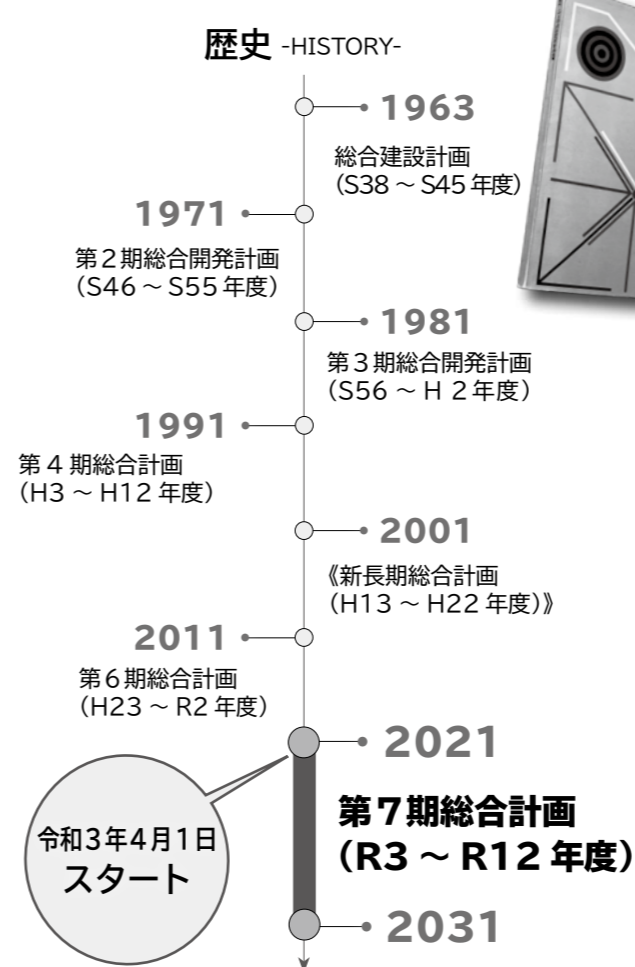 歴史 -HISTORY-
1963
総合建設計画
（S38 ～ S45 年度）
1971
第２期総合開発計画
（S46 ～ S55 年度）
1981
第３期総合開発計画
（S56 ～ H 2 年度）
1991
第 4 期総合計画
（H3 ～ H12 年度）
2001
《新長期総合計画
（H13 ～ H22 年度）》
2011
第６期総合計画
（H23 ～ R2 年度）
2021
第７期総合計画
（R3 ～ R12 年度）
令和３年４月１日
スタート
2031